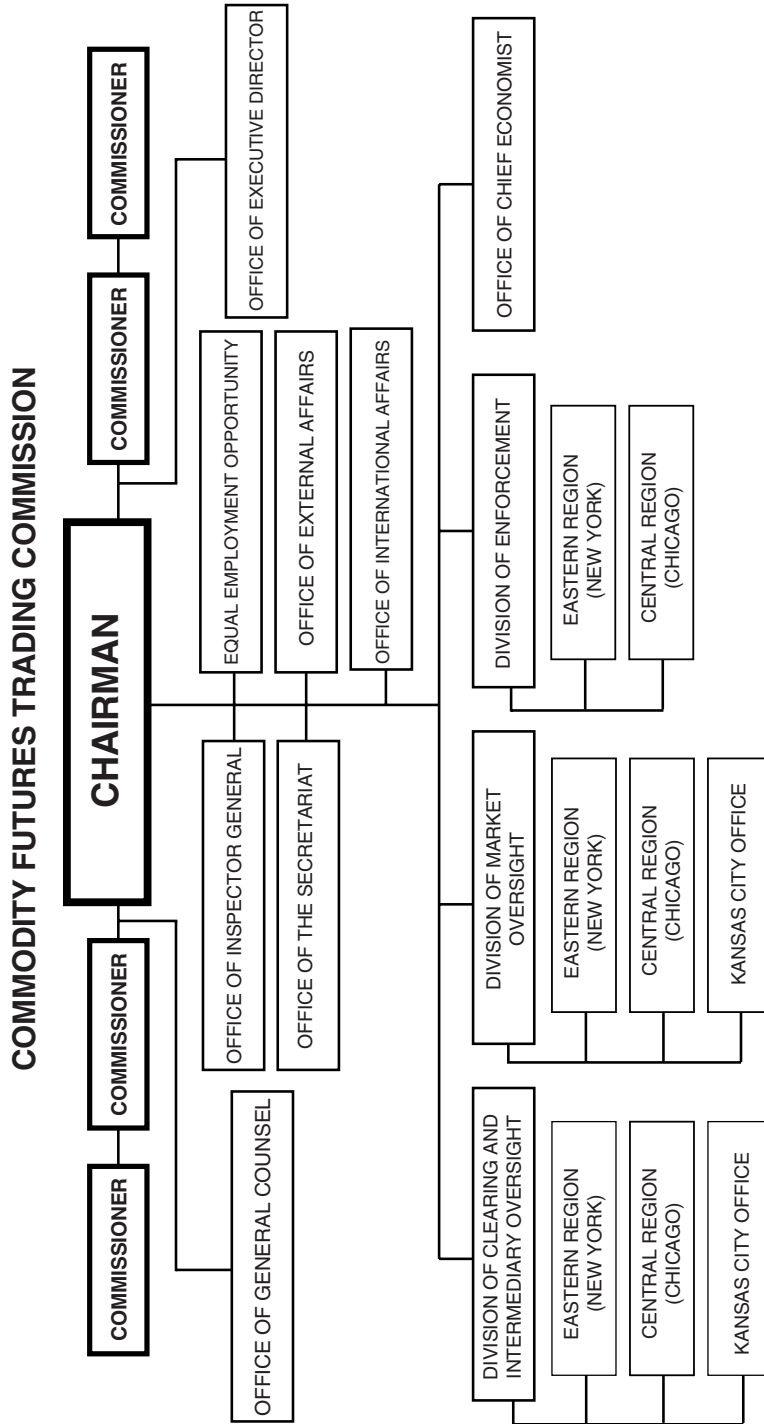 COMMODITY FUTURES TRADING COMMISSION
COMMISSIONER
COMMISSIONER
CHAIRMAN
COMMISSIONER
COMMISSIONER
OFFICE OF GENERAL COUNSEL
OFFICE OF EXECUTIVE DIRECTOR
OFFICE OF INSPECTOR GENERAL
EQUAL EMPLOYMENT OPPORTUNITY
OFFICE OF THE SECRETARIAT
OFFICE OF EXTERNAL AFFAIRS
OFFICE OF INTERNATIONAL AFFAIRS
DIVISION OF CLEARING AND
INTERMEDIARY OVERSIGHT
EASTERN REGION
(NEW YORK)
CENTRAL REGION
(CHICAGO)
KANSAS CITY OFFICE
DIVISION OF MARKET
OVERSIGHT
EASTERN REGION
(NEW YORK)
CENTRAL REGION
(CHICAGO)
KANSAS CITY OFFICE
DIVISION OF ENFORCEMENT
EASTERN REGION
(NEW YORK)
CENTRAL REGION
(CHICAGO)
OFFICE OF CHIEF ECONOMIST